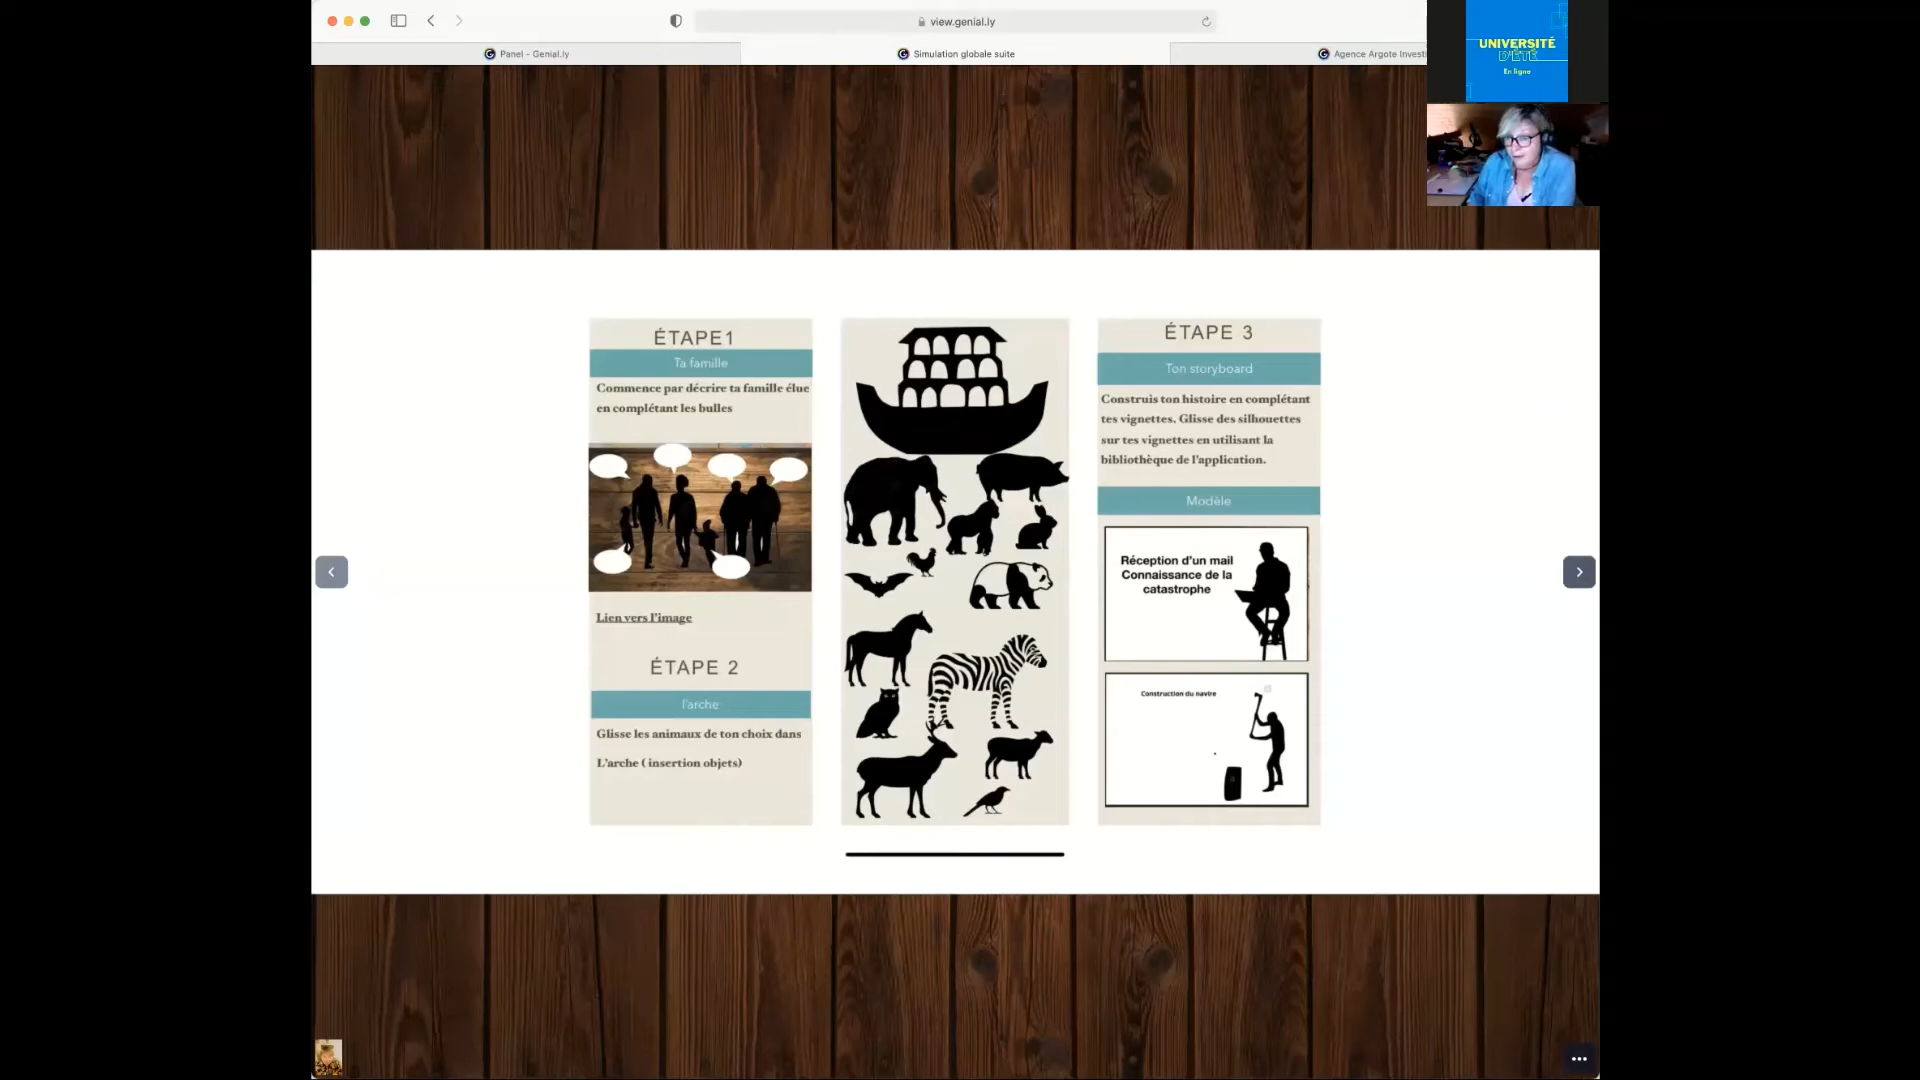 view.genial.ly
Panel - Genial.ly
Simulation globale suite
Agence Argote Investi
UNIVERSITÉ
D'ÉTÉ
En ligne
ÉTAPE1
Ta famille
Commence par décrire ta famille élue
en complétant les bulles
Lien vers l'image
ÉTAPE 2
l'arche
Glisse les animaux de ton choix dans
L'arche ( insertion objets)
ÉTAPE 3
Ton storyboard
Construis ton histoire en complétant
tes vignettes. Glisse des silhouettes
sur tes vignettes en utilisant la
bibliothèque de l'application.
Modèle
Réception d'un mail
Connaissance de la
catastrophe
Construction du navire